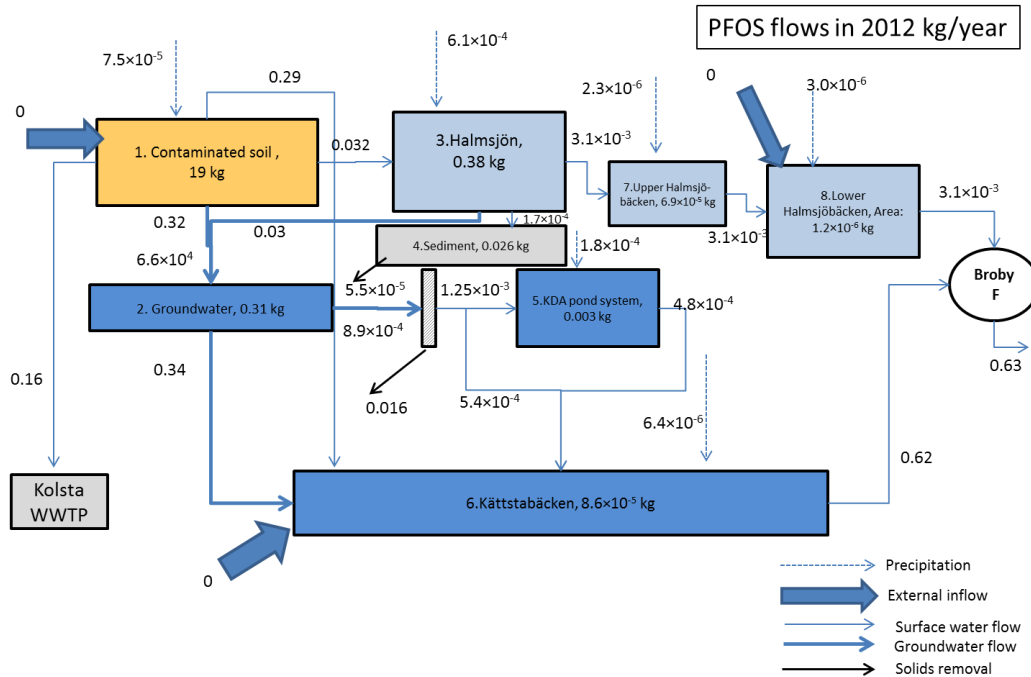 PFOS flows in 2012 kg/year
7.5×10⁻⁵
6.1×10⁻⁴
0
2.3×10⁻⁶
3.0×10⁻⁶
0.29
0
1. Contaminated soil ,
19 kg
0.032
3.Halmsjön,
0.38 kg
3.1×10⁻³
7.Upper Halmsjö-
bäcken, 6.9×10⁻⁵ kg
8.Lower
Halmsjöbäcken, Area:
1.2×10⁻⁶ kg
3.1×10⁻³
3.1×10⁻³
0.32
0.03
1.7×10⁻⁴
4.Sediment, 0.026 kg
1.8×10⁻⁴
6.6×10⁴
5.5×10⁻⁵
1.25×10⁻³
2. Groundwater, 0.31 kg
8.9×10⁻⁴
5.KDA pond system,
0.003 kg
4.8×10⁻⁴
Broby
F
0.63
0.16
0.34
0.016
5.4×10⁻⁴
6.4×10⁻⁶
0.62
Kolsta
WWTP
6.Kättstabäcken, 8.6×10⁻⁵ kg
0
Precipitation
External inflow
Surface water flow
Groundwater flow
Solids removal